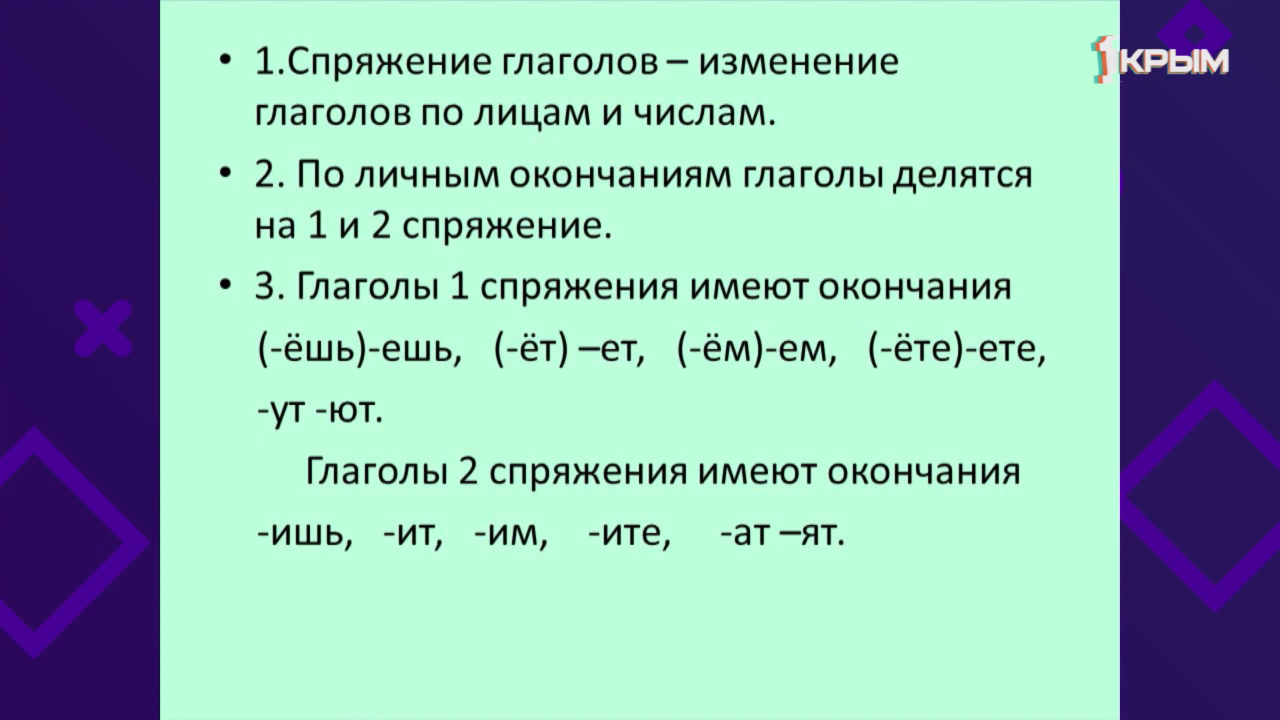 • 1.Спряжение глаголов – изменение
глаголов по лицам и числам.
• 2. По личным окончаниям глаголы делятся
на 1 и 2 спряжение.
• 3. Глаголы 1 спряжения имеют окончания
(-ёшь)-ешь, (-ёт) –ет, (-ём)-ем, (-ёте)-ете,
-ут -ют.
Глаголы 2 спряжения имеют окончания
-ишь, -ит, -им, -ите, -ат –ят.
1 КРЫМ